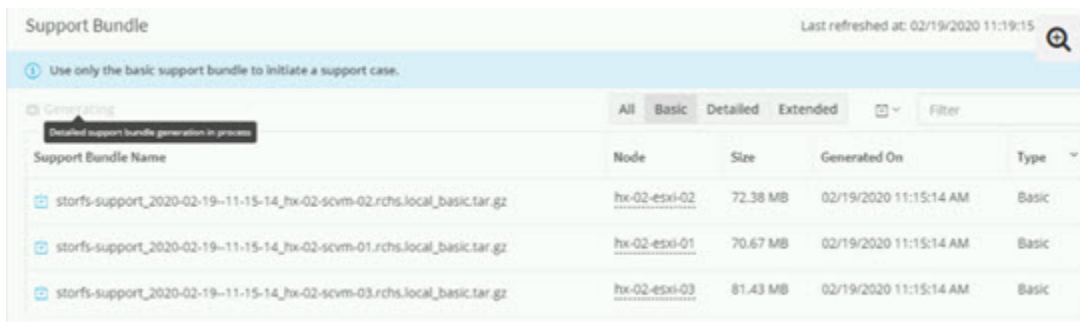 Support Bundle Last refreshed at: 02/19/2020 11:19:15
Use only the basic support bundle to initiate a support case.
Generating All Basic Detailed Extended Filter
Detailed support bundle generation in process
Support Bundle Name Node Size Generated On Type
storfs-support_2020-02-19--11-15-14_hx-02-scvm-02.rchs.local_basic.tar.gz hx-02-esxi-02 72.38 MB 02/19/2020 11:15:14 AM Basic
storfs-support_2020-02-19--11-15-14_hx-02-scvm-01.rchs.local_basic.tar.gz hx-02-esxi-01 70.67 MB 02/19/2020 11:15:14 AM Basic
storfs-support_2020-02-19--11-15-14_hx-02-scvm-03.rchs.local_basic.tar.gz hx-02-esxi-03 81.43 MB 02/19/2020 11:15:14 AM Basic